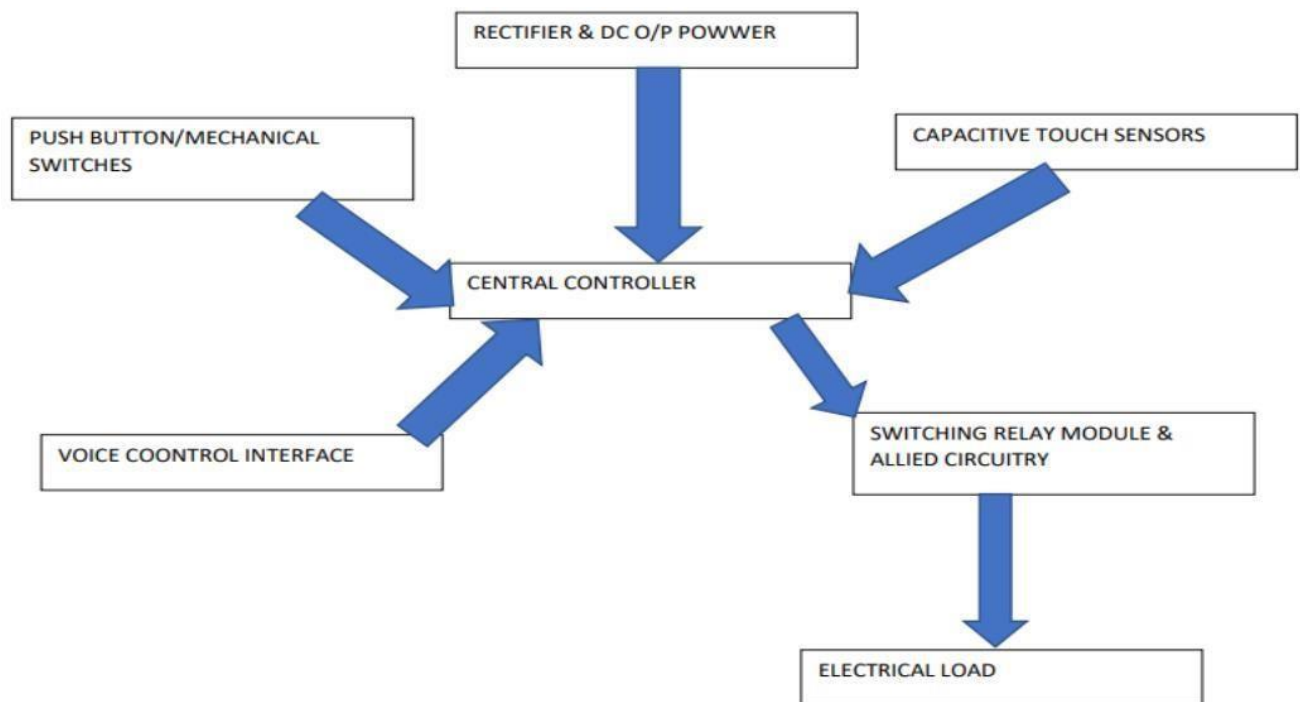 RECTIFIER & DC O/P POWWER
PUSH BUTTON/MECHANICAL
SWITCHES
CAPACITIVE TOUCH SENSORS
CENTRAL CONTROLLER
VOICE COONTROL INTERFACE
SWITCHING RELAY MODULE &
ALLIED CIRCUITRY
ELECTRICAL LOAD